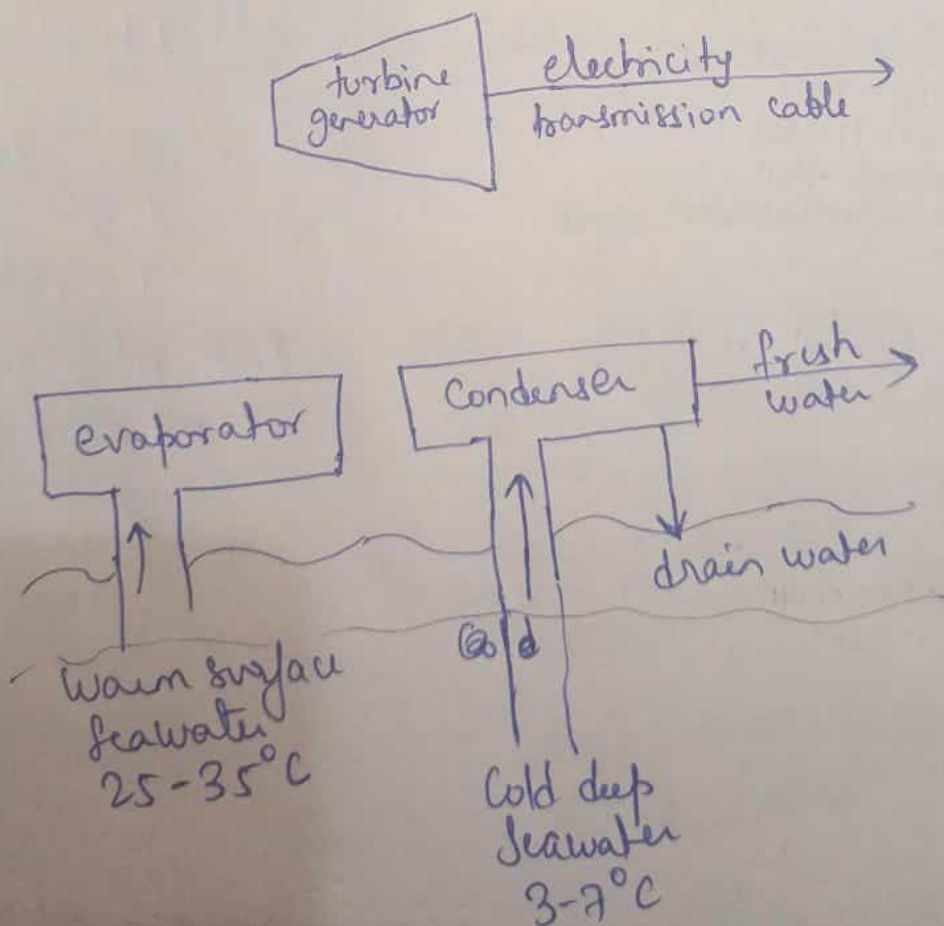 turbine
generator
electricity
transmission cable
evaporator
Condenser
fresh
water
drain water
Warm surface
Seawater
25-35°C
Cold deep
Seawater
3-7°C